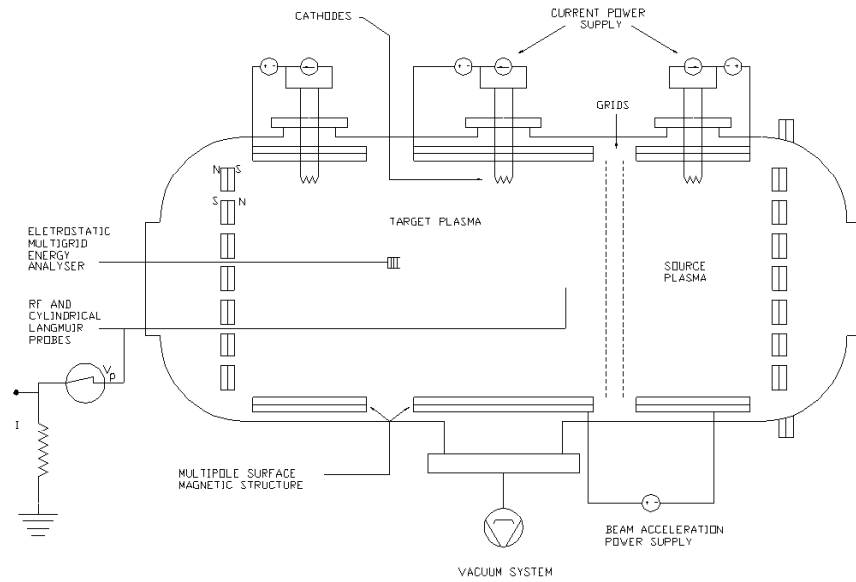 CATHODES
CURRENT POWER
SUPPLY
+ -
+ -
- +
GRIDS
N S
S N
TARGET PLASMA
ELETROSTATIC
MULTIGRID
ENERGY
ANALYSER
SOURCE
PLASMA
RF AND
CYLINDRICAL
LANGMUIR
PROBES
Vp
I
MULTIPOLE SURFACE
MAGNETIC STRUCTURE
+ -
BEAM ACCELERATION
POWER SUPPLY
VACUUM SYSTEM